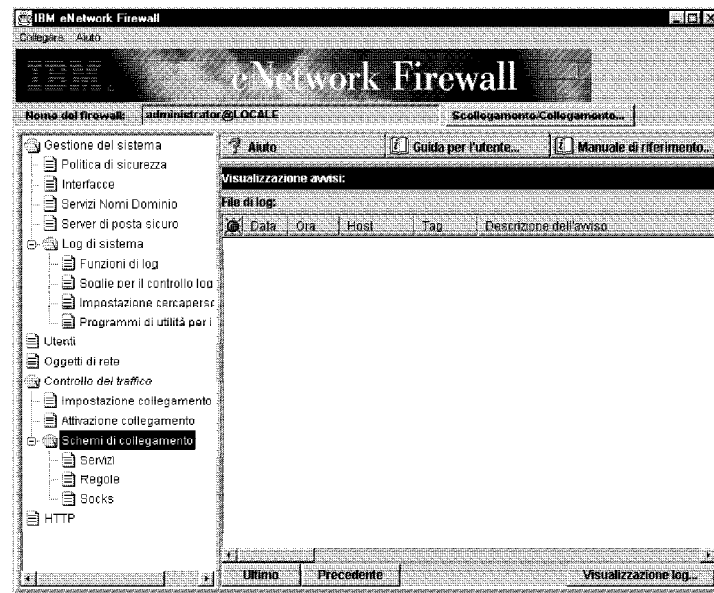 IBM eNetwork Firewall
Collegare Aiuto
IBM eNetwork Firewall
Nome del firewall: administrator@LOCALE Scollegamento/Collegamento...
Gestione del sistema
Politica di sicurezza
Interfacce
Servizi Nomi Dominio
Server di posta sicuro
Log di sistema
Funzioni di log
Soglie per il controllo log
Impostazione cercaperso
Programmi di utilità per i
Utenti
Oggetti di rete
Controllo del traffico
Impostazione collegamento
Attivazione collegamento
Schemi di collegamento
Servizi
Regole
Socks
HTTP
Aiuto Guida per l'utente... Manuale di riferimento...
Visualizzazione avvisi:
File di log:
Data Ora Host Tag Descrizione dell'avviso
Ultimo Precedente Visualizzazione log...